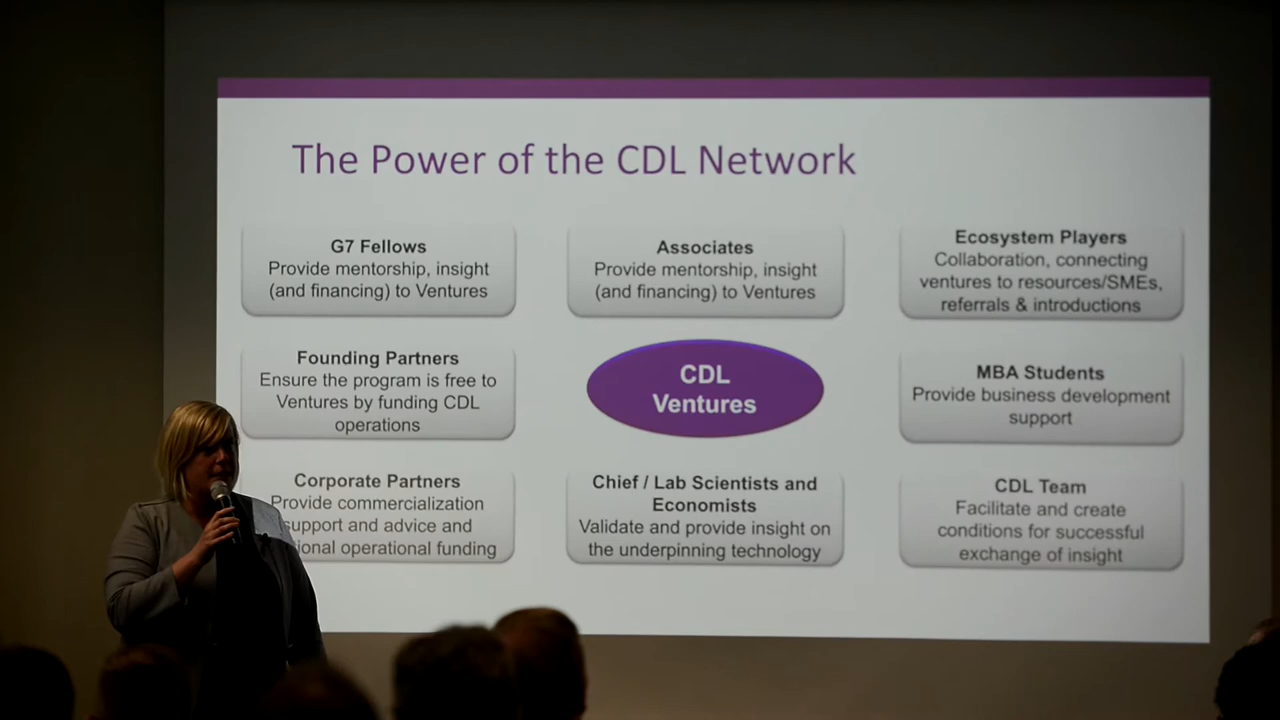 The Power of the CDL Network
G7 Fellows
Provide mentorship, insight
(and financing) to Ventures
Associates
Provide mentorship, insight
(and financing) to Ventures
Ecosystem Players
Collaboration, connecting
ventures to resources/SMEs,
referrals & introductions
Founding Partners
Ensure the program is free to
Ventures by funding CDL
operations
CDL
Ventures
MBA Students
Provide business development
support
Corporate Partners
Provide commercialization
support and advice and
operational funding
Chief / Lab Scientists and
Economists
Validate and provide insight on
the underpinning technology
CDL Team
Facilitate and create
conditions for successful
exchange of insight